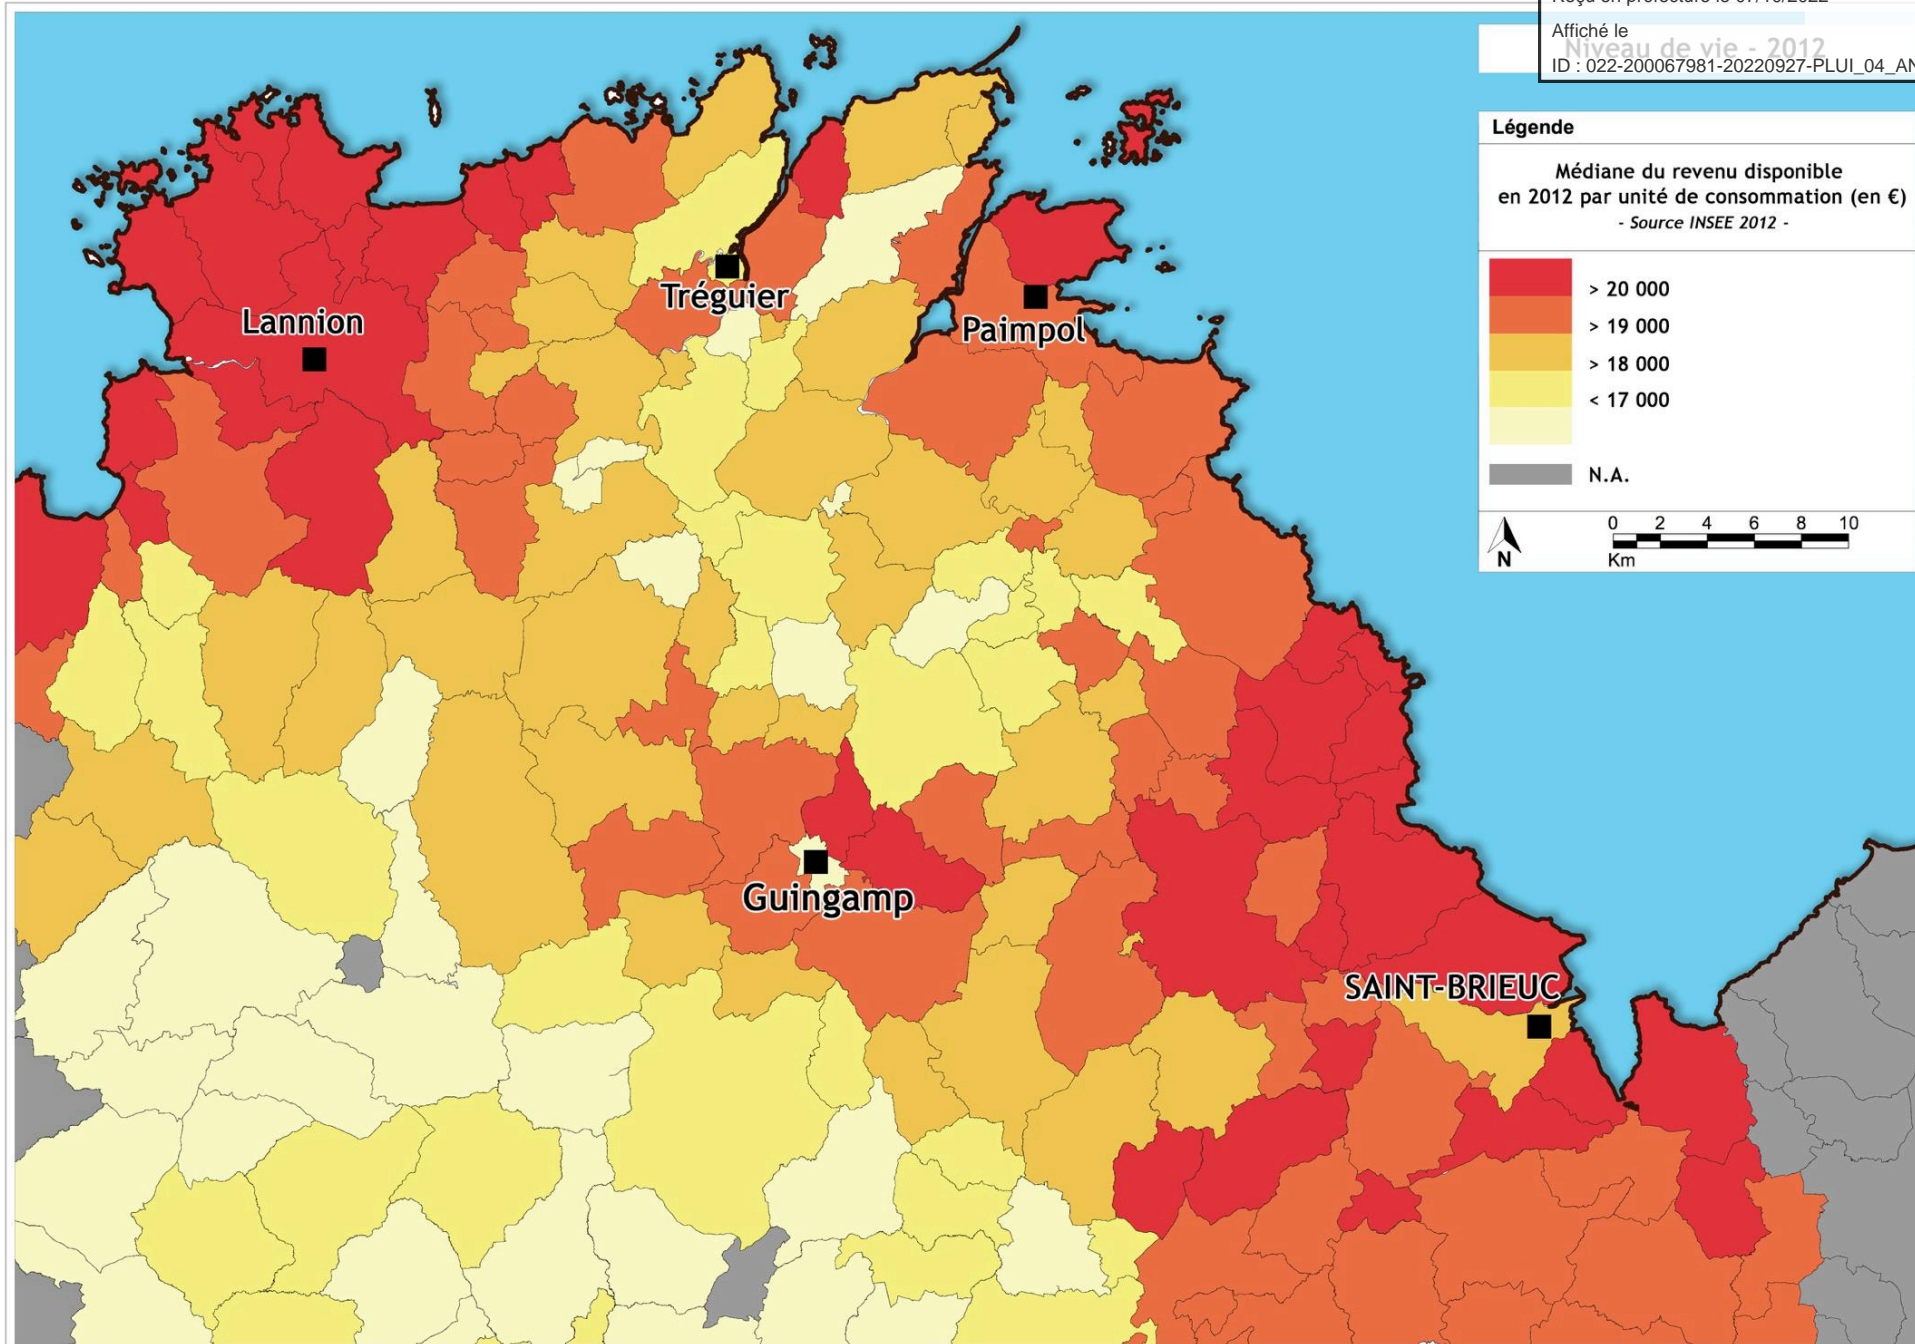 Affiché le
Niveau de vie - 2012
ID : 022-200067981-20220927-PLUI_04_AN
Légende
Médiane du revenu disponible
en 2012 par unité de consommation (en €)
- Source INSEE 2012 -
> 20 000
> 19 000
> 18 000
< 17 000
N.A.
0 2 4 6 8 10
Km
N
Tréguier
Lannion
Paimpol
Guingamp
SAINT-BRIEUC